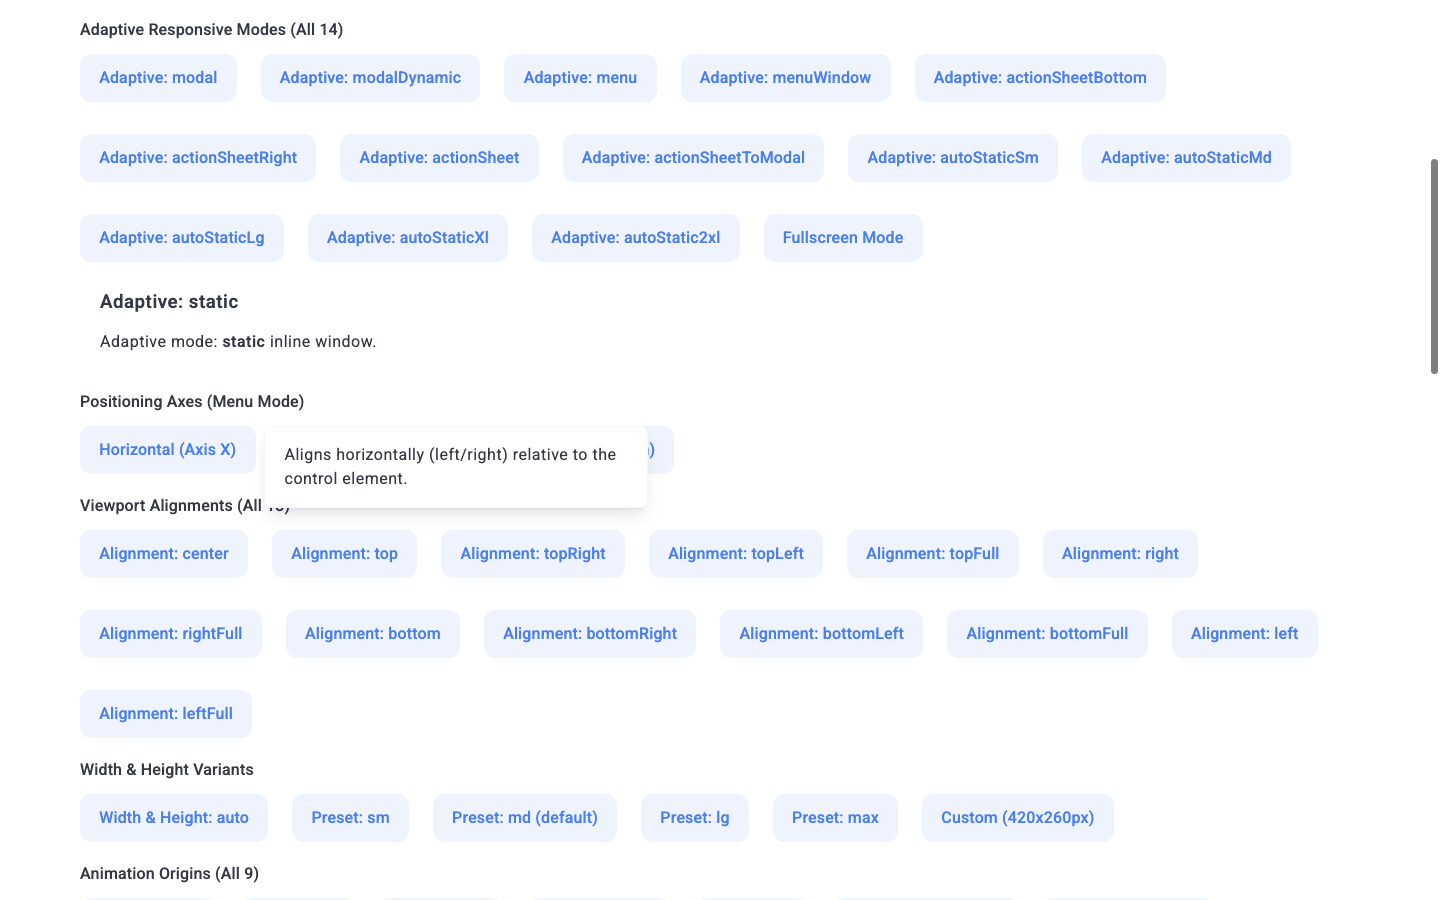 Adaptive Responsive Modes (All 14)
Adaptive: modal
Adaptive: modalDynamic
Adaptive: menu
Adaptive: menuWindow
Adaptive: actionSheetBottom
Adaptive: actionSheetRight
Adaptive: actionSheet
Adaptive: actionSheetToModal
Adaptive: autoStaticSm
Adaptive: autoStaticMd
Adaptive: autoStaticLg
Adaptive: autoStaticXl
Adaptive: autoStatic2xl
Fullscreen Mode
Adaptive: static
Adaptive mode: static inline window.
Positioning Axes (Menu Mode)
Horizontal (Axis X)
Aligns horizontally (left/right) relative to the
control element.
Viewport Alignments (All
Alignment: center
Alignment: top
Alignment: topRight
Alignment: topLeft
Alignment: topFull
Alignment: right
Alignment: rightFull
Alignment: bottom
Alignment: bottomRight
Alignment: bottomLeft
Alignment: bottomFull
Alignment: left
Alignment: leftFull
Width & Height Variants
Width & Height: auto
Preset: sm
Preset: md (default)
Preset: lg
Preset: max
Custom (420x260px)
Animation Origins (All 9)